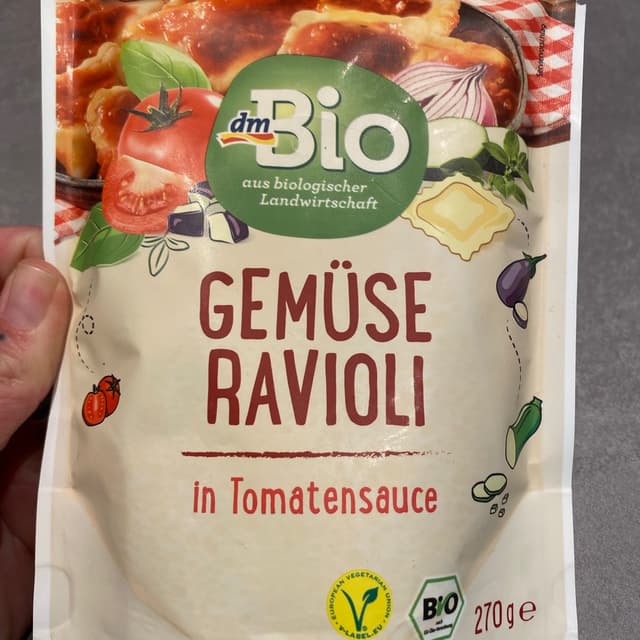 dm
Bio
aus biologischer
Landwirtschaft
GEMÜSE
RAVIOLI
in Tomatensauce
EUROPEAN VEGETARIAN UNION
V-LABEL.EU
BIO
270g℮